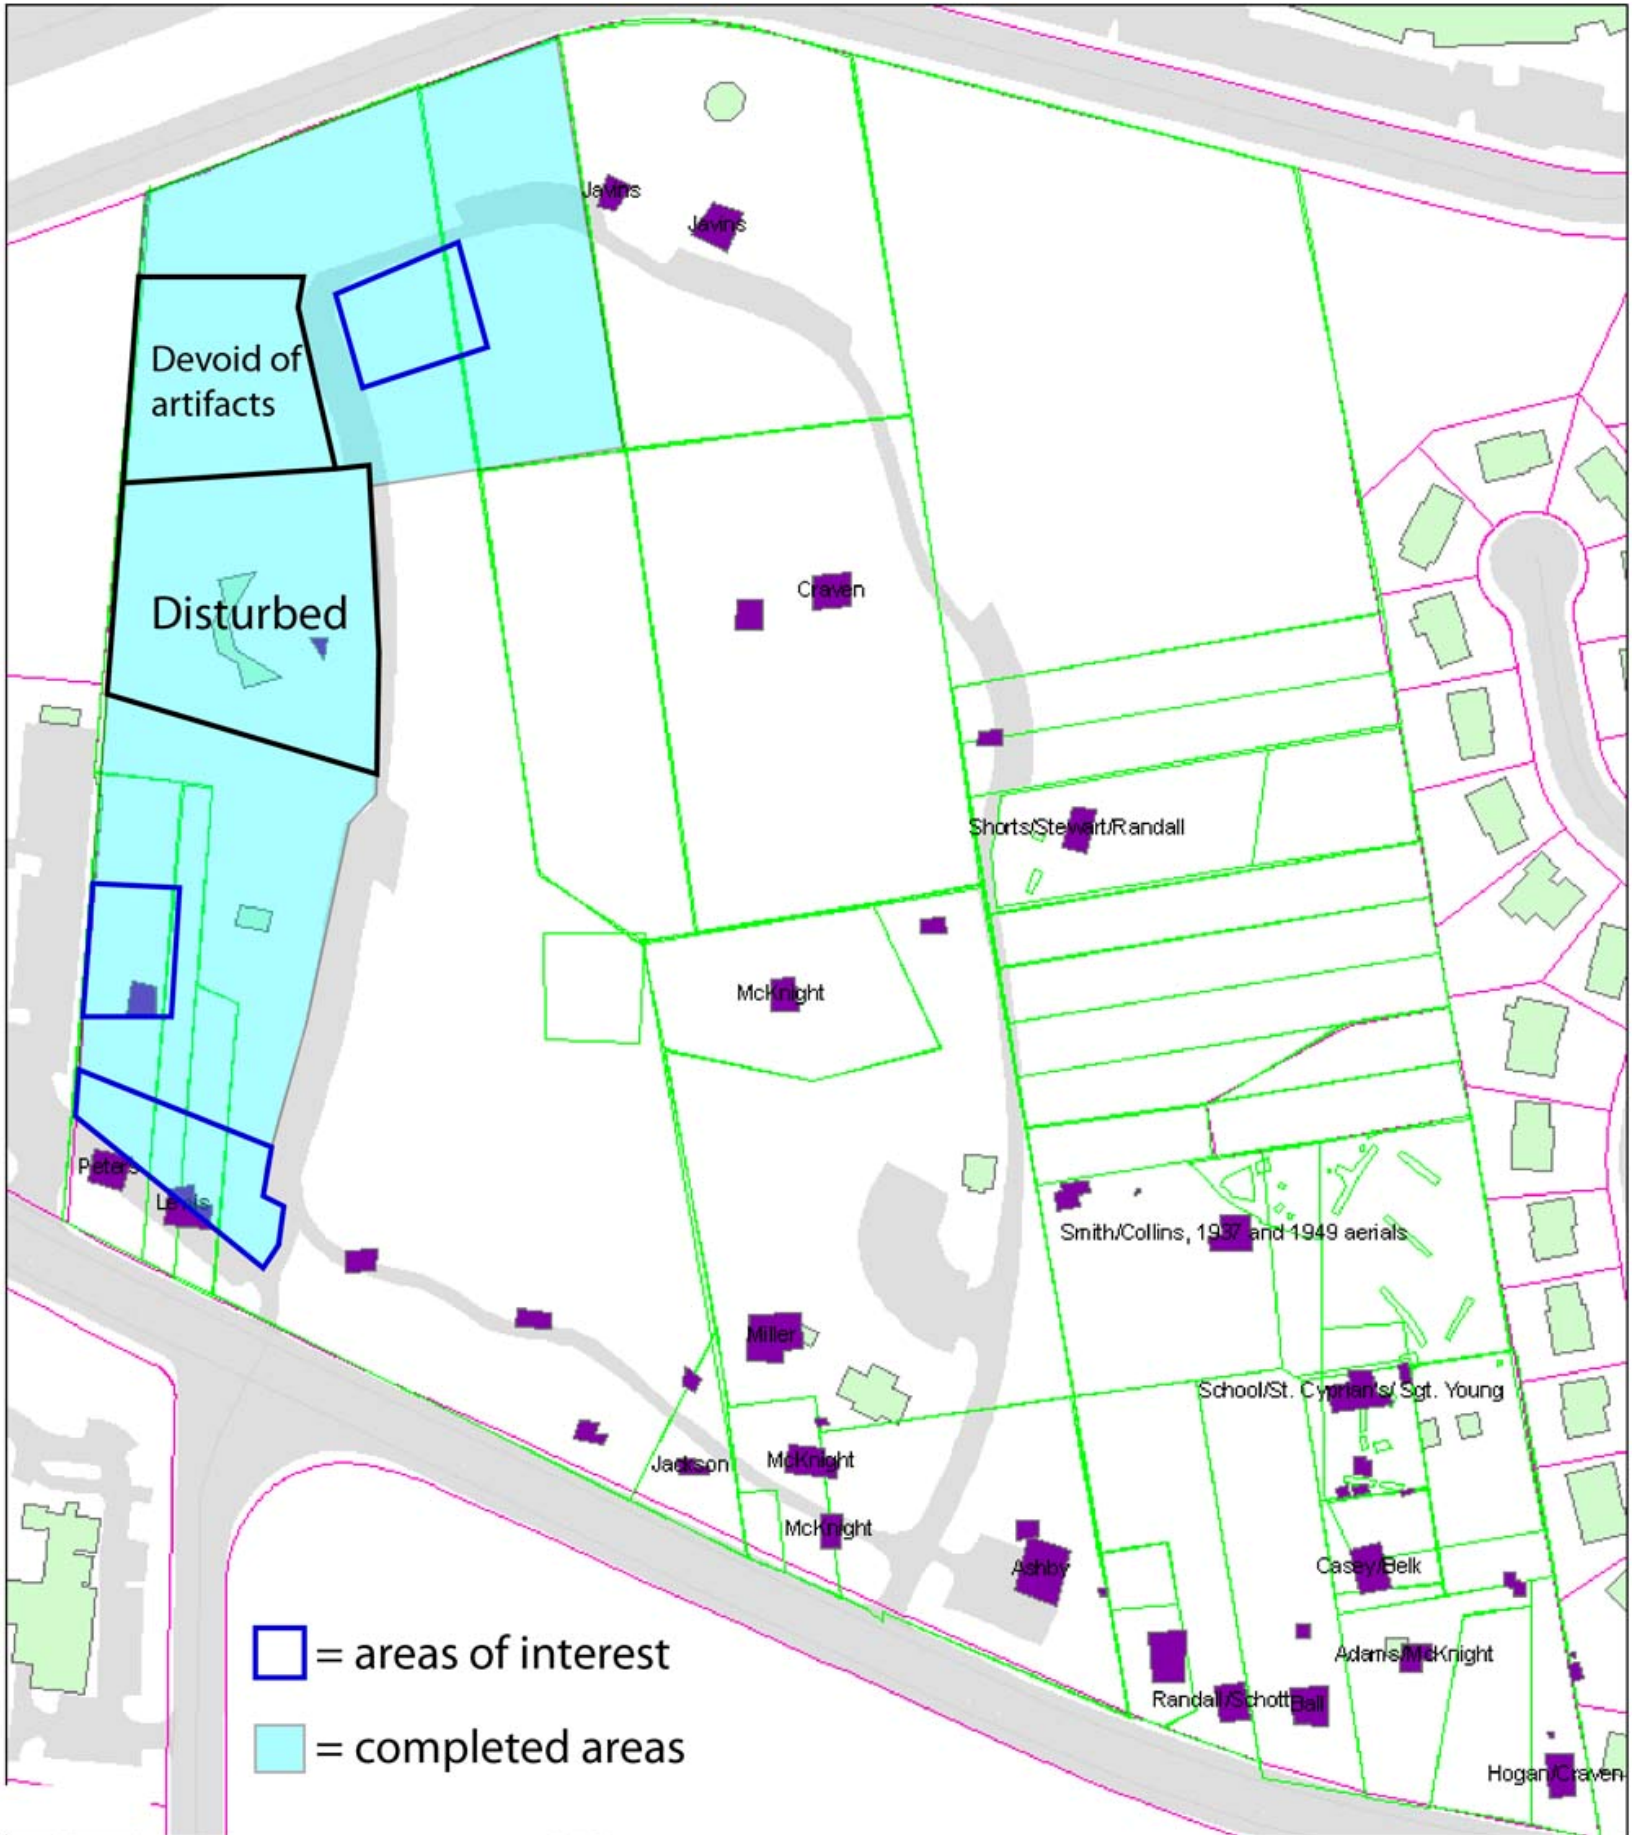 Javins
Javins
Devoid of
artifacts
Craven
Disturbed
Shorts/Stewart/Randall
McKnight
Peters
Lewis
Smith/Collins, 1937 and 1949 aerials
Miller
School/St. Cyprian's/ Sgt. Young
Jackson
McKnight
McKnight
Ashby
Casey/Belk
= areas of interest
Adams/McKnight
Randall/Schott
Ball
= completed areas
Hogan/Craven